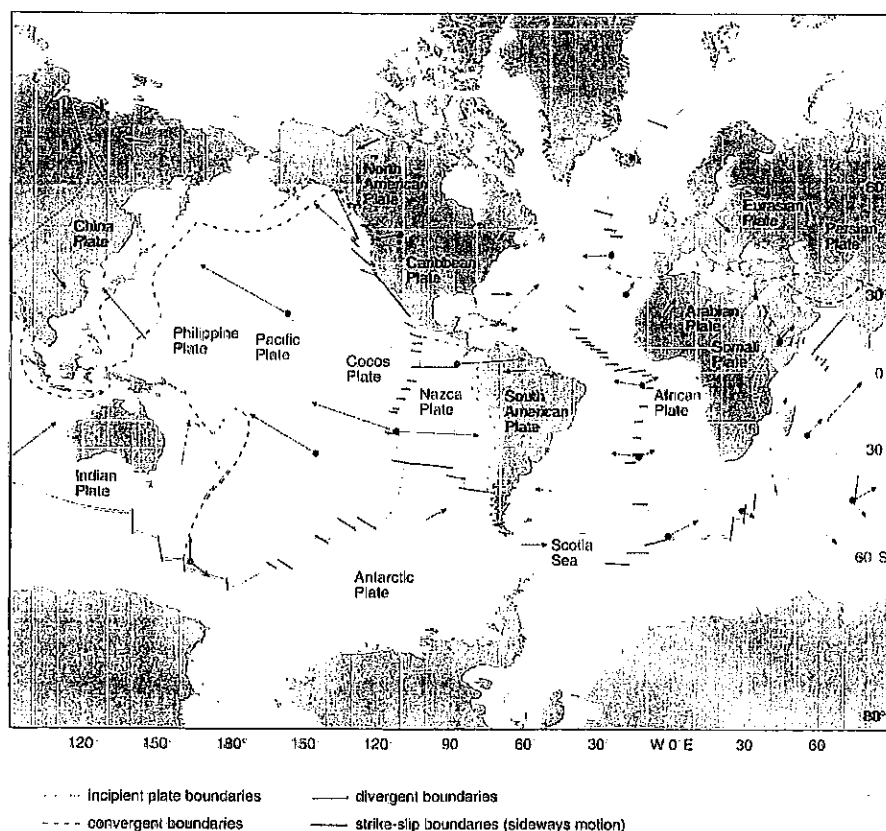 North
American
Plate
China
Plate
Eurasian
Plate
60
Persian
Plate
Caribbean
Plate
30
Arabian
Plate
Philippine
Plate
Pacific
Plate
Somali
Plate
Cocos
Plate
0
Nazca
Plate
South
American
Plate
African
Plate
30
Indian
Plate
Scotia
Sea
60 S
Antarctic
Plate
80°
120° 150° 180° 150° 120° 90 60 30 W 0 E 30 60
incipient plate boundaries
divergent boundaries
convergent boundaries
strike-slip boundaries (sideways motion)